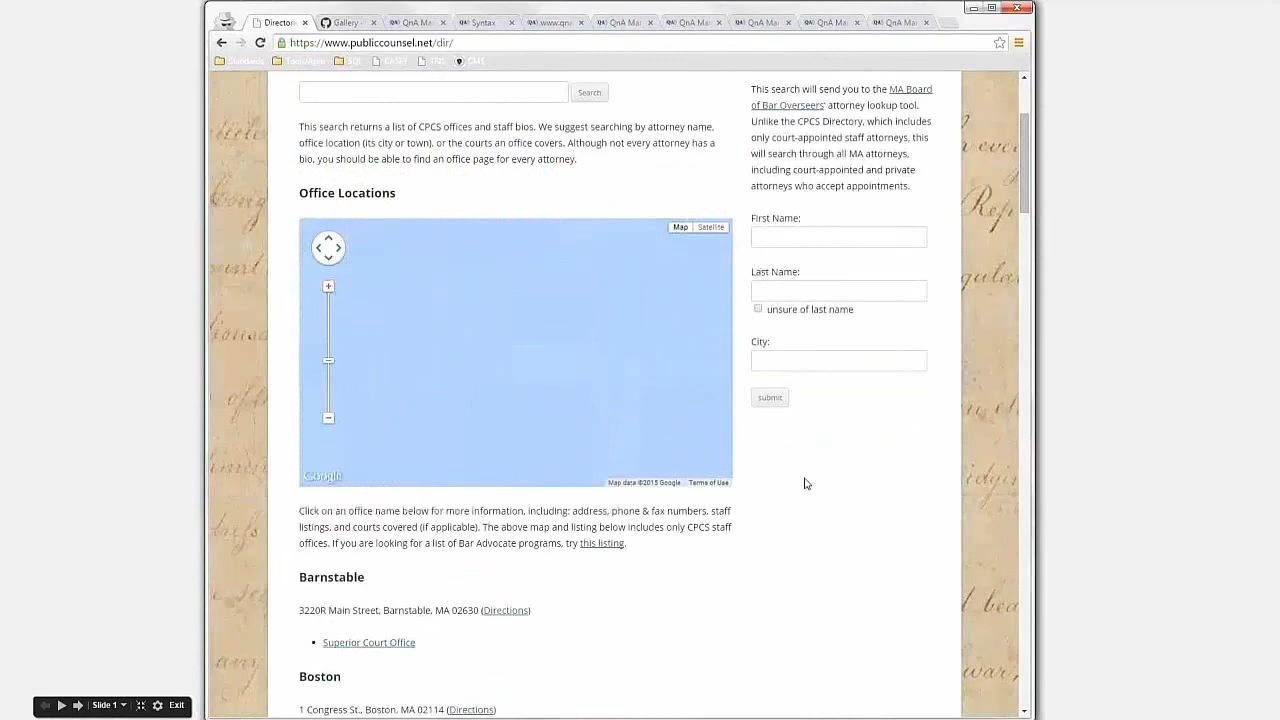 Directori
Gallery -
QnA Ma
Syntax
www.qna
QnA Ma
QnA Ma
QnA Ma
QnA Ma
QnA Ma
https://www.publiccounsel.net/dir/
Standards
CMS
Search
This search returns a list of CPCS offices and staff bios. We suggest searching by attorney name,
office location (its city or town), or the courts an office covers. Although not every attorney has a
bio, you should be able to find an office page for every attorney.
Office Locations
Map
Satellite
Google
Map data ©2015 Google
Terms of Use
Click on an office name below for more information, including: address, phone & fax numbers, staff
listings, and courts covered (if applicable). The above map and listing below includes only CPCS staff
offices. If you are looking for a list of Bar Advocate programs, try this listing.
Barnstable
3220R Main Street, Barnstable, MA 02630 (Directions)
• Superior Court Office
Boston
1 Congress St., Boston, MA 02114 (Directions)
This search will send you to the MA Board
of Bar Overseers' attorney lookup tool.
Unlike the CPCS Directory, which includes
only court-appointed staff attorneys, this
will search through all MA attorneys,
including court-appointed and private
attorneys who accept appointments.
First Name:
Last Name:
unsure of last name
City:
submit
Slide 1
Exit